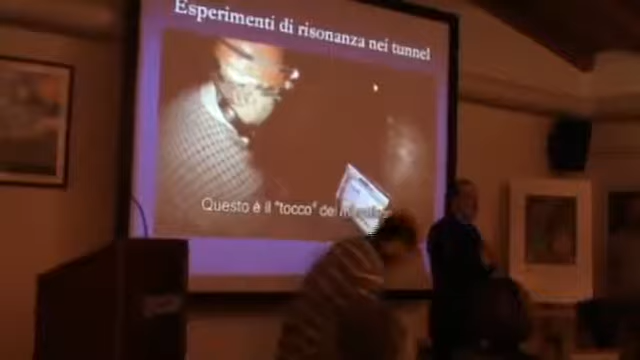 Esperimenti di risonanza nei tunnel
Questo è il "tocco" del